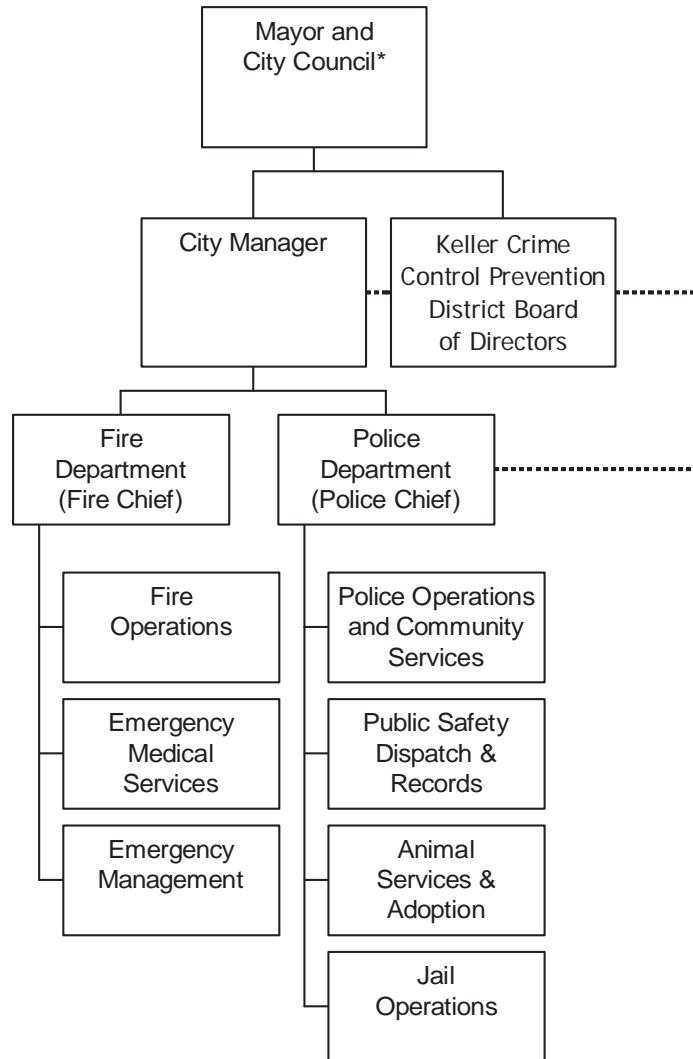 Mayor and
City Council*
City Manager
Keller Crime
Control Prevention
District Board
of Directors
Fire
Department
(Fire Chief)
Police
Department
(Police Chief)
Fire
Operations
Emergency
Medical
Services
Emergency
Management
Police Operations
and Community
Services
Public Safety
Dispatch &
Records
Animal
Services &
Adoption
Jail
Operations